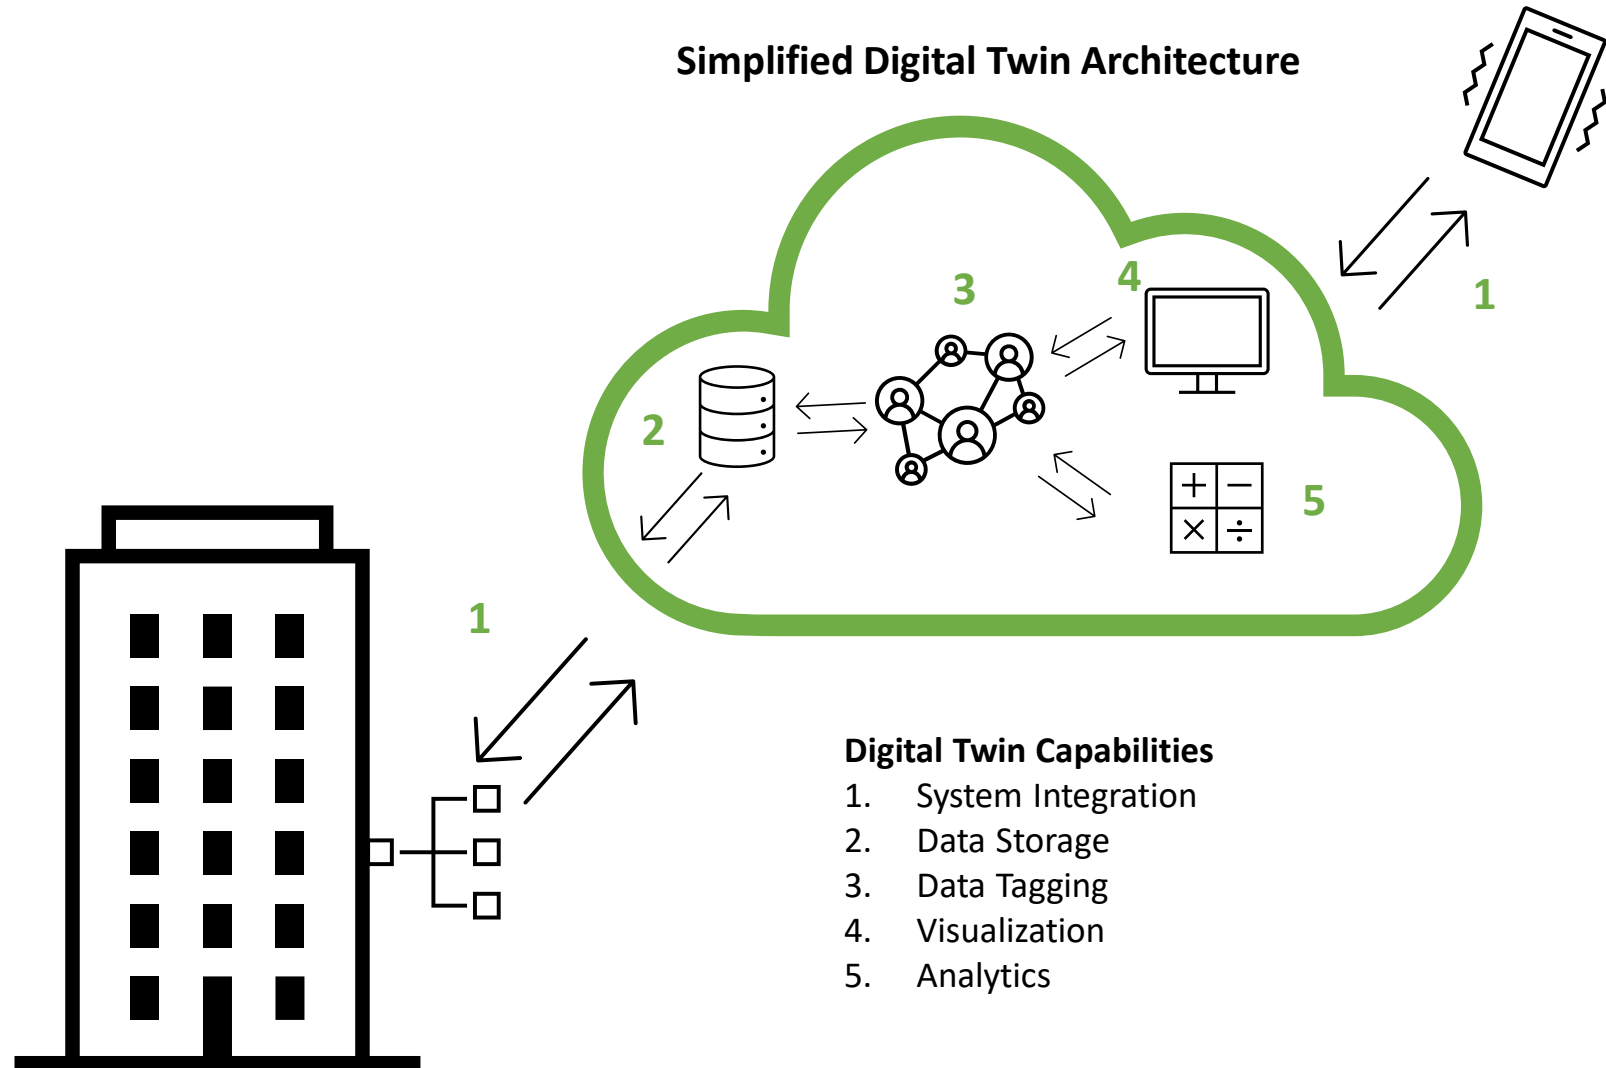 Simplified Digital Twin Architecture
1
4
3
2
5
1
Digital Twin Capabilities
1. System Integration
2. Data Storage
3. Data Tagging
4. Visualization
5. Analytics